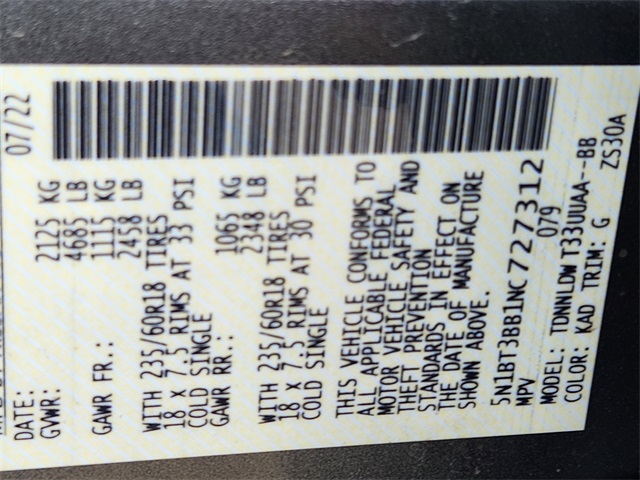 DATE: 07/22
GVWR: 2125 KG
4685 LB
GAWR FR.: 1115 KG
2458 LB
WITH 235/60R18 TIRES
18 X 7.5 RIMS AT 33 PSI
COLD SINGLE
GAWR RR.: 1065 KG
2348 LB
WITH 235/60R18 TIRES
18 X 7.5 RIMS AT 30 PSI
COLD SINGLE
THIS VEHICLE CONFORMS TO
ALL APPLICABLE FEDERAL
MOTOR VEHICLE SAFETY AND
THEFT PREVENTION
STANDARDS IN EFFECT ON
THE DATE OF MANUFACTURE
SHOWN ABOVE.
5N1BT3BB1NC727312
MPV 079
MODEL: TDNNLDW T33UUAA--BB
COLOR: KAD TRIM: G ZS30A